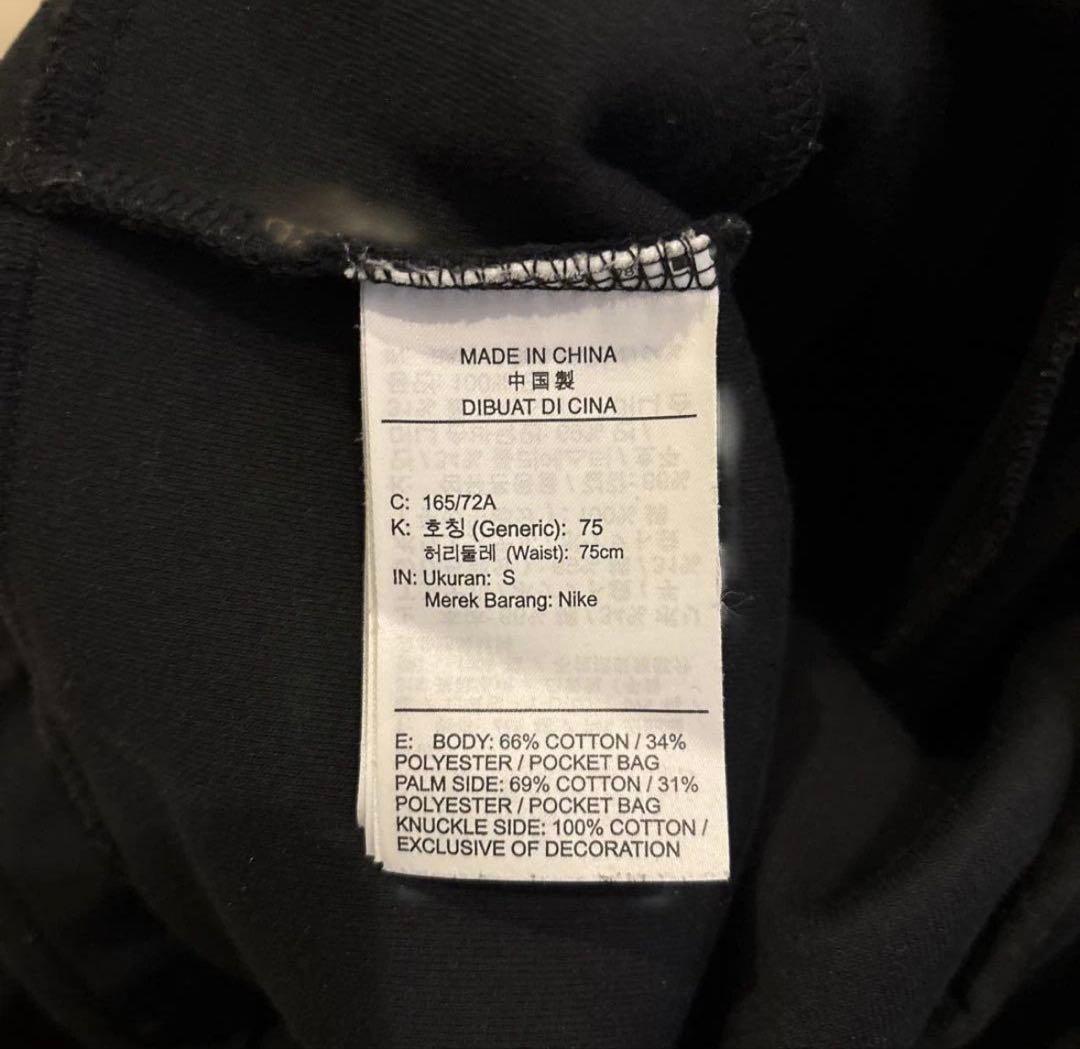 MADE IN CHINA
中国製
DIBUAT DI CINA
C: 165/72A
K: 호칭 (Generic): 75
허리둘레 (Waist): 75cm
IN: Ukuran: S
Merek Barang: Nike
E: BODY: 66% COTTON / 34%
POLYESTER / POCKET BAG
PALM SIDE: 69% COTTON / 31%
POLYESTER / POCKET BAG
KNUCKLE SIDE: 100% COTTON /
EXCLUSIVE OF DECORATION